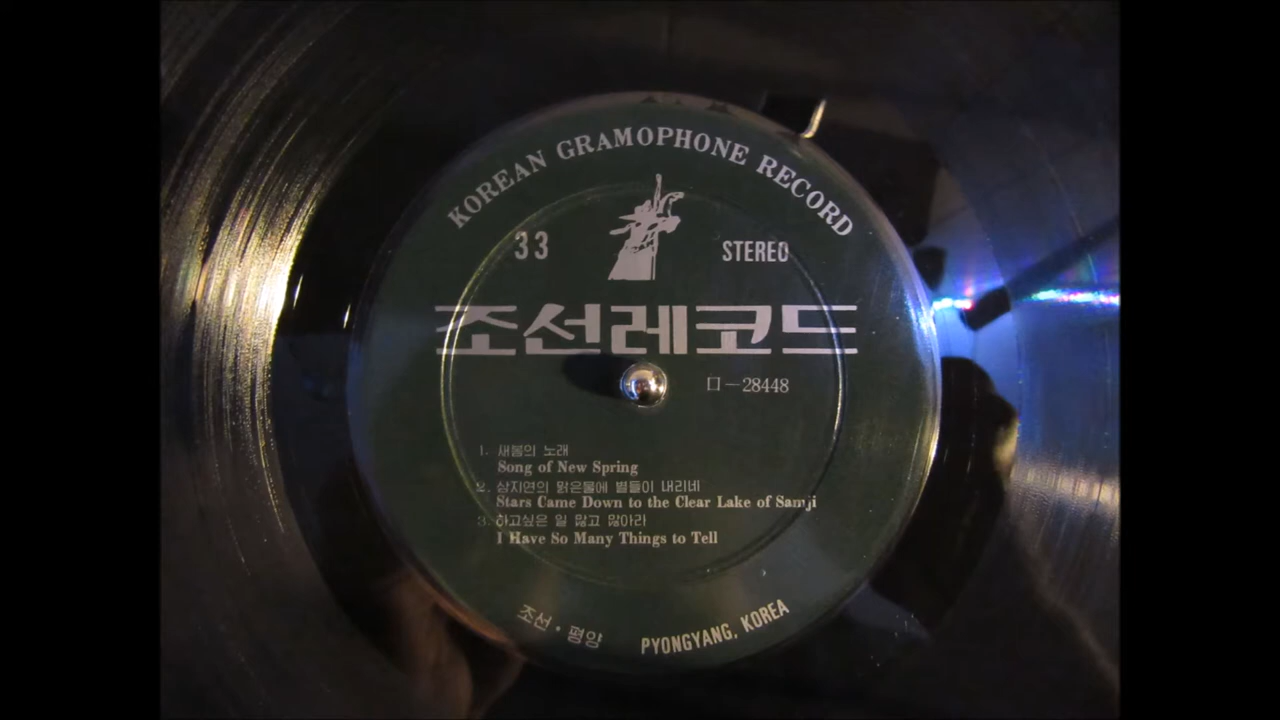 KOREAN GRAMOPHONE RECORD
33 STEREO
조선레코드
ㅁ-28448
1. 새봄의 노래
Song of New Spring
2. 삼지연의 맑은물에 별들이 내리네
Stars Came Down to the Clear Lake of Samji
3. 하고싶은 일 많고 많아라
I Have So Many Things to Tell
조선·평양
PYONGYANG, KOREA